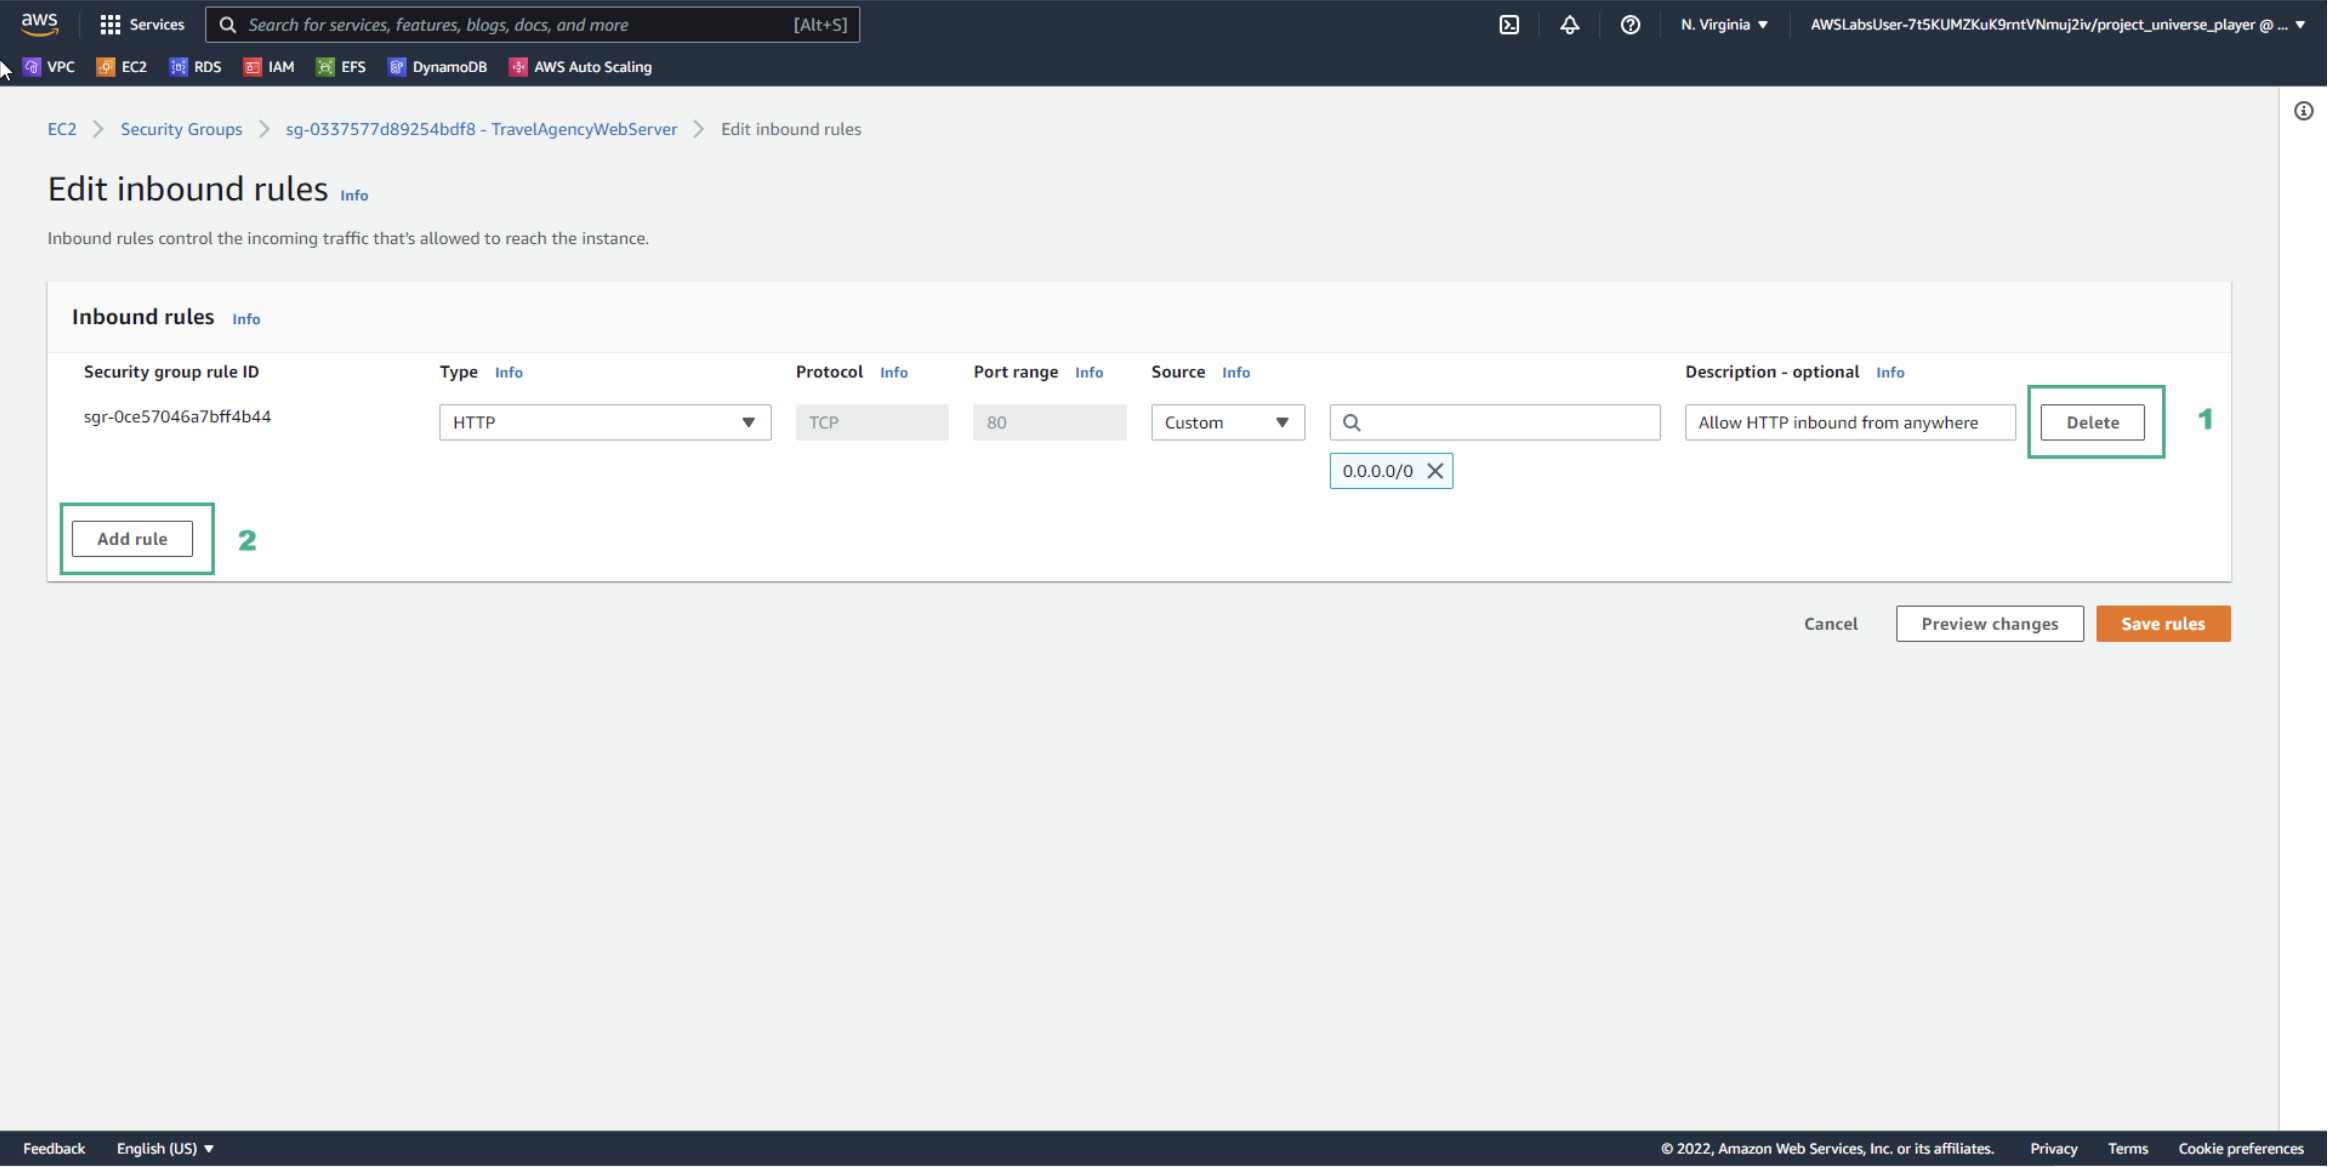 aws Services Search for services, features, blogs, docs, and more [Alt+S] N. Virginia ▼ AWSLabsUser-7t5KUMZKuK9rntVNmuj2iv/project_universe_player @ ... ▼
VPC EC2 RDS IAM EFS DynamoDB AWS Auto Scaling
EC2 > Security Groups > sg-0337577d89254bdf8 - TravelAgencyWebServer > Edit inbound rules
Edit inbound rules Info
Inbound rules control the incoming traffic that's allowed to reach the instance.
Inbound rules Info
Security group rule ID Type Info Protocol Info Port range Info Source Info Description - optional Info
sgr-0ce57046a7bff4b44 HTTP TCP 80 Custom Allow HTTP inbound from anywhere Delete 1
0.0.0.0/0
Add rule 2
Cancel Preview changes Save rules
Feedback English (US) ▼ © 2022, Amazon Web Services, Inc. or its affiliates. Privacy Terms Cookie preferences